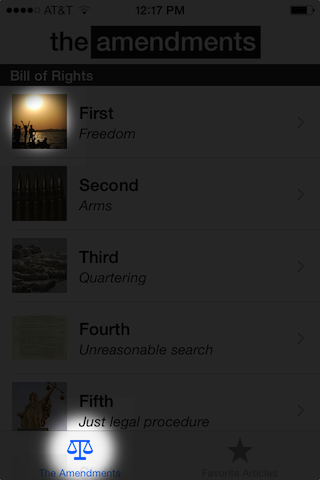 AT&T 12:17 PM
the amendments
Bill of Rights
First
Freedom
Second
Arms
Third
Quartering
Fourth
Unreasonable search
Fifth
Just legal procedure
The Amendments
Favorite Articles